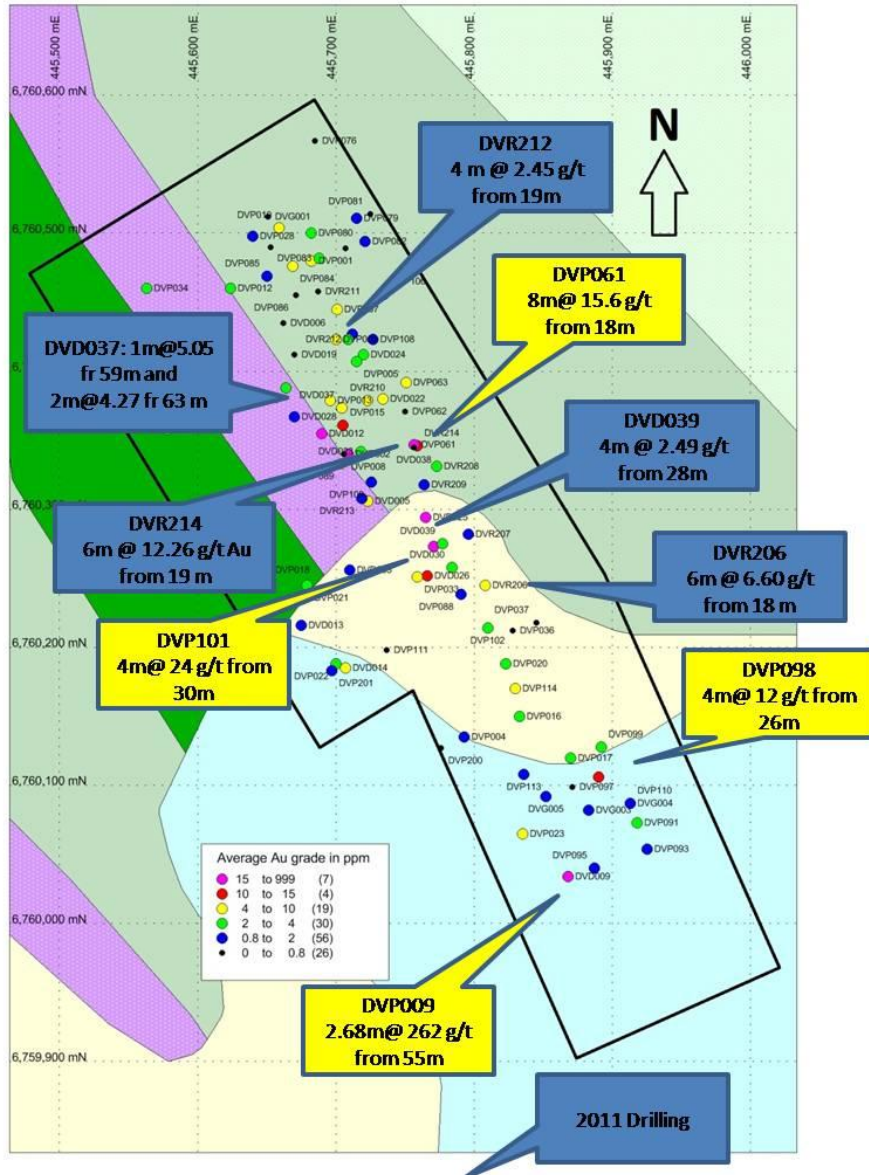 445,500 mE
445,600 mE
445,700 mE
445,800 mE
445,900 mE
446,000 mE
6,760,600 mN
DVP076
DVR212
4 m @ 2.45 g/t
from 19m
N
DVP081
DVG001
DVP079
6,760,500 mN
DVP080
DVP028
DVP082
DVP083
DVP001
DVP085
DVP084
DVP061
8m@ 15.6 g/t
from 18m
DVP034
DVP012
DVR211
DVP086
DVD006
DVD037: 1m@5.05
fr 59m and
2m@4.27 fr 63 m
DVR212
DVP108
DVD019
DVD024
DVP005
DVD037
DVR210
DVP063
DVP013
DVD022
DVD028
DVP015
DVP062
DVD012
DVP061
DVD038
DVD039
4m @ 2.49 g/t
from 28m
DVP008
DVR208
DVR209
DVD005
DVR213
DVR214
6m @ 12.26 g/t Au
from 19 m
DVD039
DVR207
DVD030
DVR206
6m @ 6.60 g/t
from 18 m
DVP018
DVD026
DVP021
DVP033
DVR206
DVP088
DVP037
DVD013
DVP036
6,760,200 mN
DVP101
4m@ 24 g/t from
30m
DVP102
DVP111
DVP098
4m@ 12 g/t from
26m
DVD014
DVP020
DVP022
DVP201
DVP114
DVP016
DVP004
DVP099
DVP200
DVP017
6,760,100 mN
DVP113
DVP097
DVP110
DVG005
DVG004
DVG003
DVP091
DVP023
DVP095
DVP093
DVD009
Average Au grade in ppm
15 to 999 (7)
10 to 15 (4)
4 to 10 (19)
2 to 4 (30)
0.8 to 2 (56)
0 to 0.8 (26)
6,760,000 mN
DVP009
2.68m@ 262 g/t
from 55m
6,759,900 mN
2011 Drilling